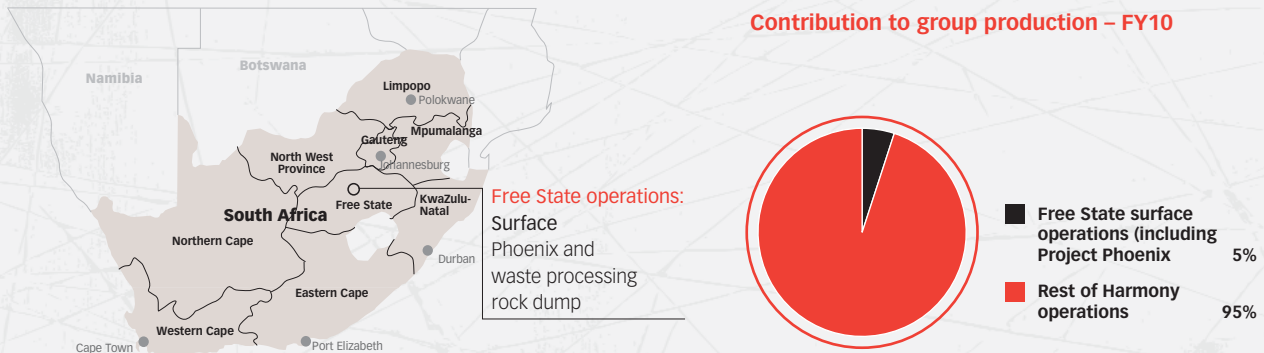 Contribution to group production – FY10
Namibia
Botswana
Limpopo
Polokwane
Mpumalanga
Gauteng
Johannesburg
North West
Province
Free State
KwaZulu-
Natal
South Africa
Northern Cape
Durban
Eastern Cape
Western Cape
Cape Town
Port Elizabeth
Free State operations:
Surface
Phoenix and
waste processing
rock dump
Free State surface
operations (including
Project Phoenix 5%
Rest of Harmony
operations 95%